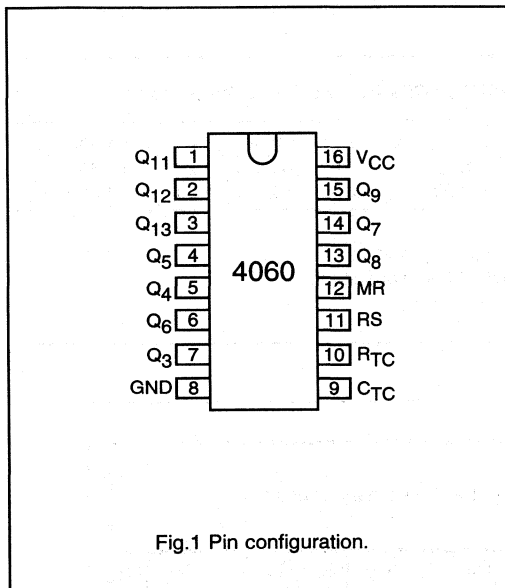 Q11 1 16 VCC
Q12 2 15 Q9
Q13 3 14 Q7
Q5 4 13 Q8
4060
Q4 5 12 MR
Q6 6 11 RS
Q3 7 10 RTC
GND 8 9 CTC
Fig.1 Pin configuration.